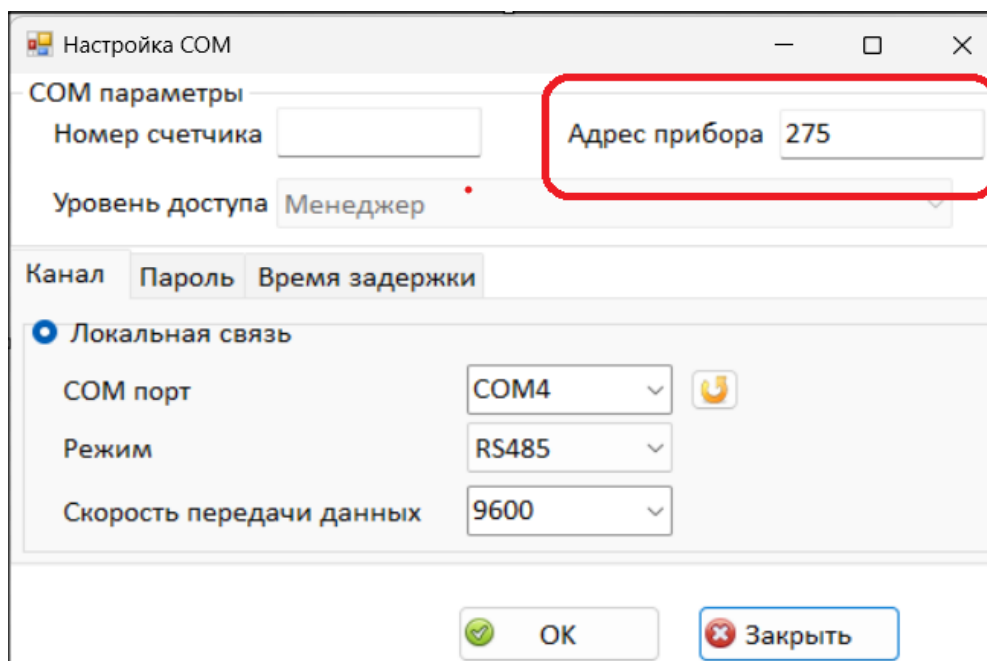 Настройка COM
COM параметры
Номер счетчика
Адрес прибора 275
Уровень доступа Менеджер
Канал Пароль Время задержки
Локальная связь
COM порт COM4
Режим RS485
Скорость передачи данных 9600
OK Закрыть